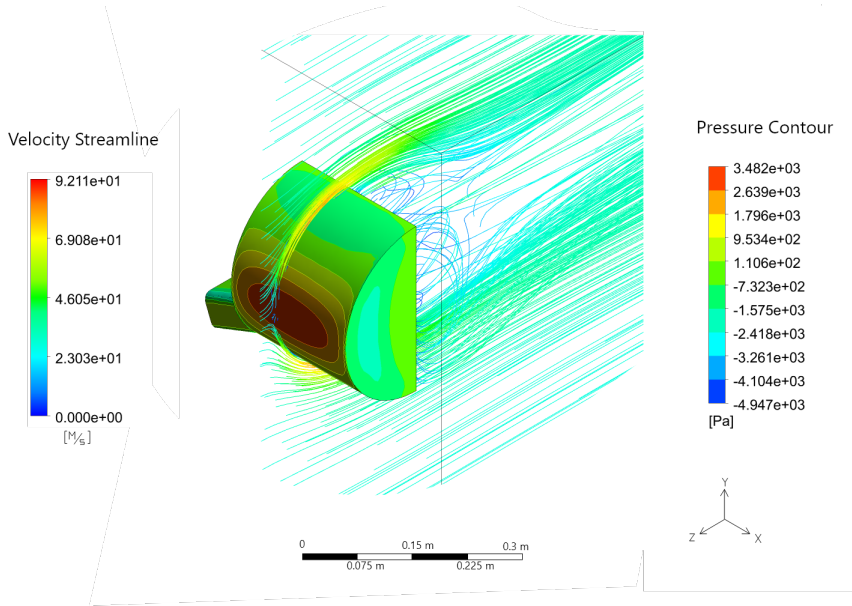 Velocity Streamline
9.211e+01
6.908e+01
4.605e+01
2.303e+01
0.000e+00
[M/s]
Pressure Contour
3.482e+03
2.639e+03
1.796e+03
9.534e+02
1.106e+02
-7.323e+02
-1.575e+03
-2.418e+03
-3.261e+03
-4.104e+03
-4.947e+03
[Pa]
Y
Z
X
0
0.15 m
0.3 m
0.075 m
0.225 m